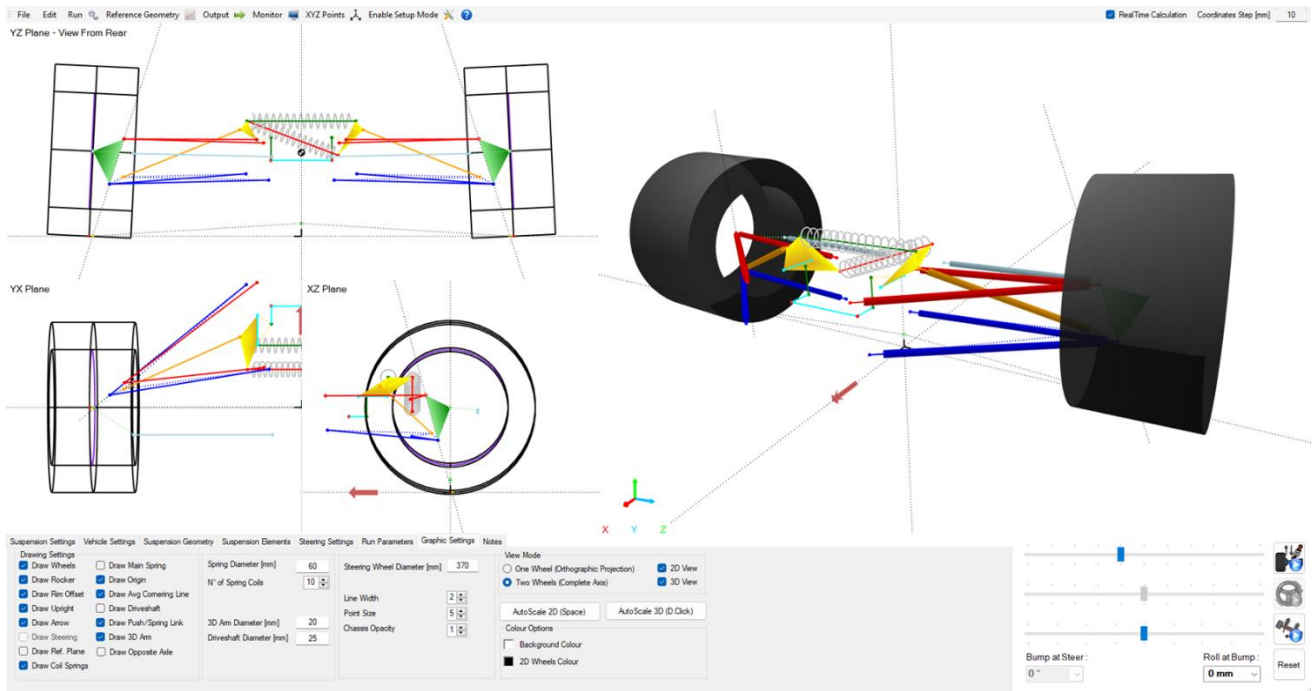 File Edit Run Reference Geometry Output Monitor XYZ Points Enable Setup Mode RealTime Calculation Coordinates Step [mm] 10
YZ Plane - View From Rear
YX Plane
XZ Plane
X Y Z
Suspension Settings Vehicle Settings Suspension Geometry Suspension Elements Steering Settings Run Parameters Graphic Settings Notes
Drawing Settings
Draw Wheels
Draw Rocker
Draw Rim Offset
Draw Upright
Draw Arrow
Draw Steering
Draw Ref. Plane
Draw Coil Springs
Draw Main Spring
Draw Origin
Draw Avg Cornering Line
Draw Driveshaft
Draw Push/Spring Link
Draw 3D Arm
Draw Opposite Axle
Spring Diameter [mm] 60
N° of Spring Coils 10
3D Arm Diameter [mm] 20
Driveshaft Diameter [mm] 25
Steering Wheel Diameter [mm] 370
Line Width 2
Point Size 5
Chassis Opacity 1
View Mode
One Wheel (Orthographic Projection) 2D View
Two Wheels (Complete Axis) 3D View
AutoScale 2D (Space) AutoScale 3D (D.Click)
Colour Options
Background Colour
2D Wheels Colour
Bump at Steer :
0 °
Roll at Bump :
0 mm
Reset